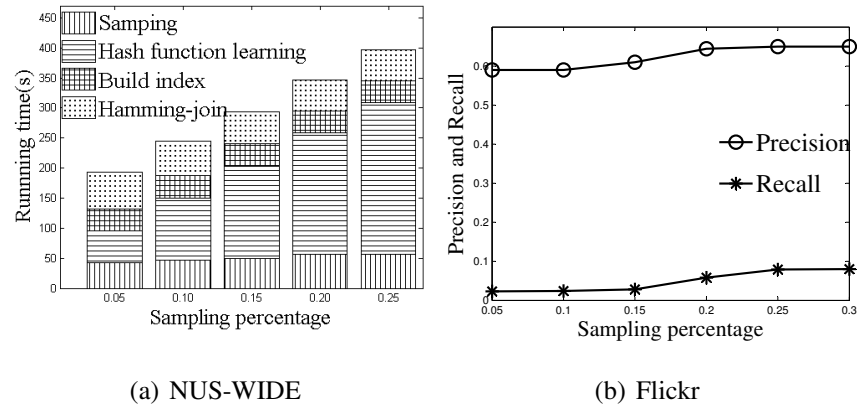 450
400
350
300
250
200
150
100
50
0
Runnning time(s)
Samping
Hash function learning
Build index
Hamming-join
0.05 0.10 0.15 0.20 0.25
Sampling percentage
(a) NUS-WIDE
0.6
0.5
0.4
0.3
0.2
0.1
0
Precision and Recall
Precision
Recall
0.05 0.1 0.15 0.2 0.25 0.3
Sampling percentage
(b) Flickr